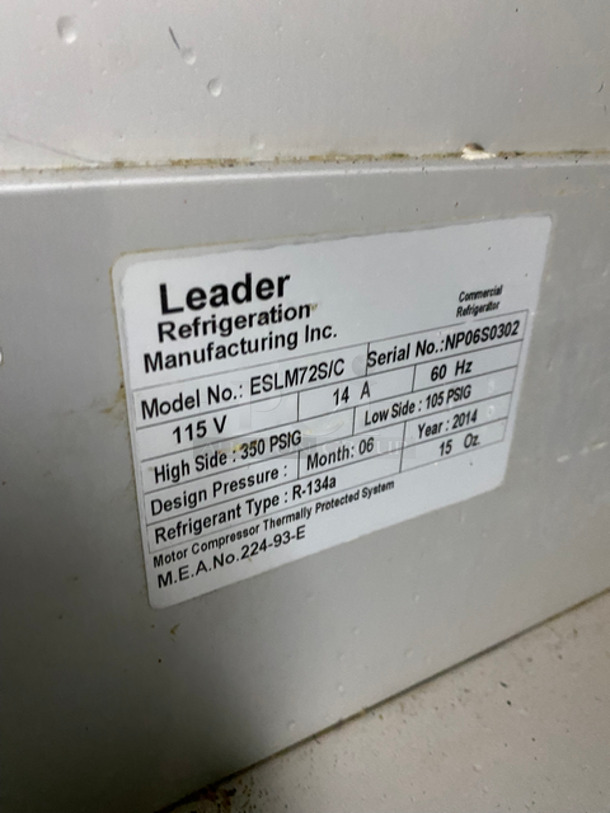 Leader
Refrigeration
Manufacturing Inc.
Commercial
Refrigerator
Model No.: ESLM72S/C Serial No.:NP06S0302
115 V 14 A 60 Hz
High Side : 350 PSIG Low Side : 105 PSIG
Design Pressure : Month: 06 Year : 2014
Refrigerant Type : R-134a 15 Oz.
Motor Compressor Thermally Protected System
M.E.A.No.224-93-E